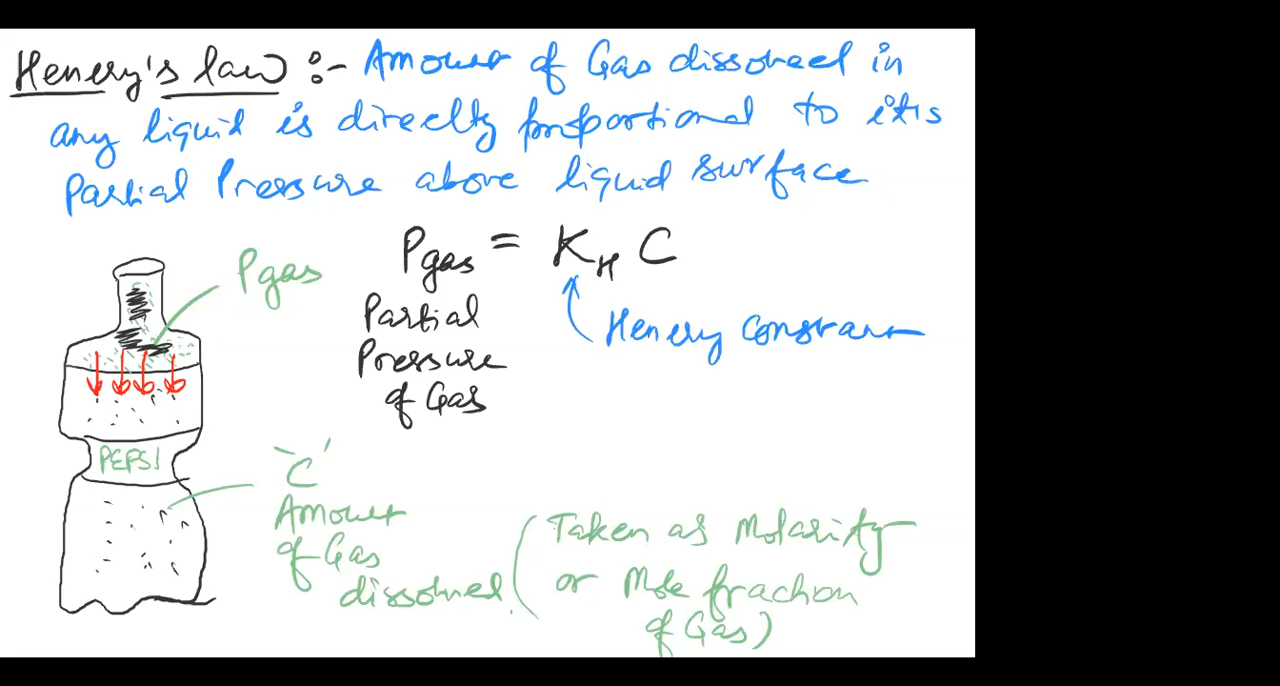 Henery's law :- Amount of Gas dissolved in
any liquid is directly proportional to it's
Partial Pressure above liquid surface
Pgas = KH C
Pgas
Partial
Pressure
of Gas
Henery constant
PEPSI
'C'
Amount
of Gas
dissolved
(Taken as Molarity
or Mole fraction
of Gas)